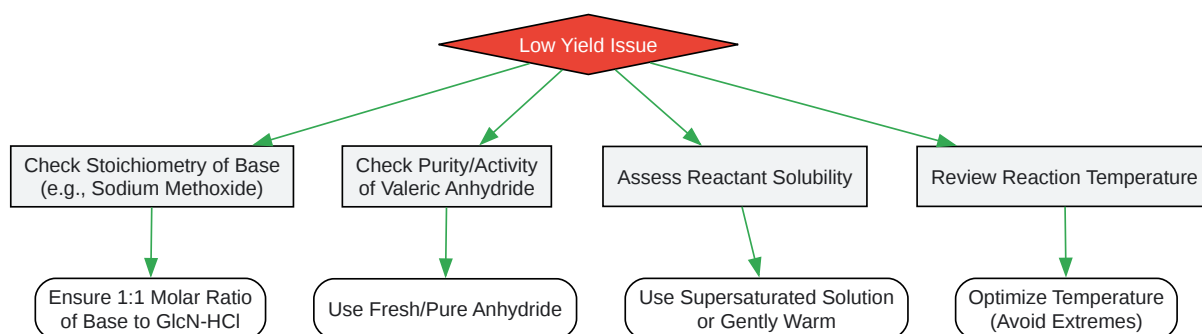 Low Yield Issue
Check Stoichiometry of Base
(e.g., Sodium Methoxide)
Check Purity/Activity
of Valeric Anhydride
Assess Reactant Solubility
Review Reaction Temperature
Ensure 1:1 Molar Ratio
of Base to GlcN-HCl
Use Fresh/Pure Anhydride
Use Supersaturated Solution
or Gently Warm
Optimize Temperature
(Avoid Extremes)